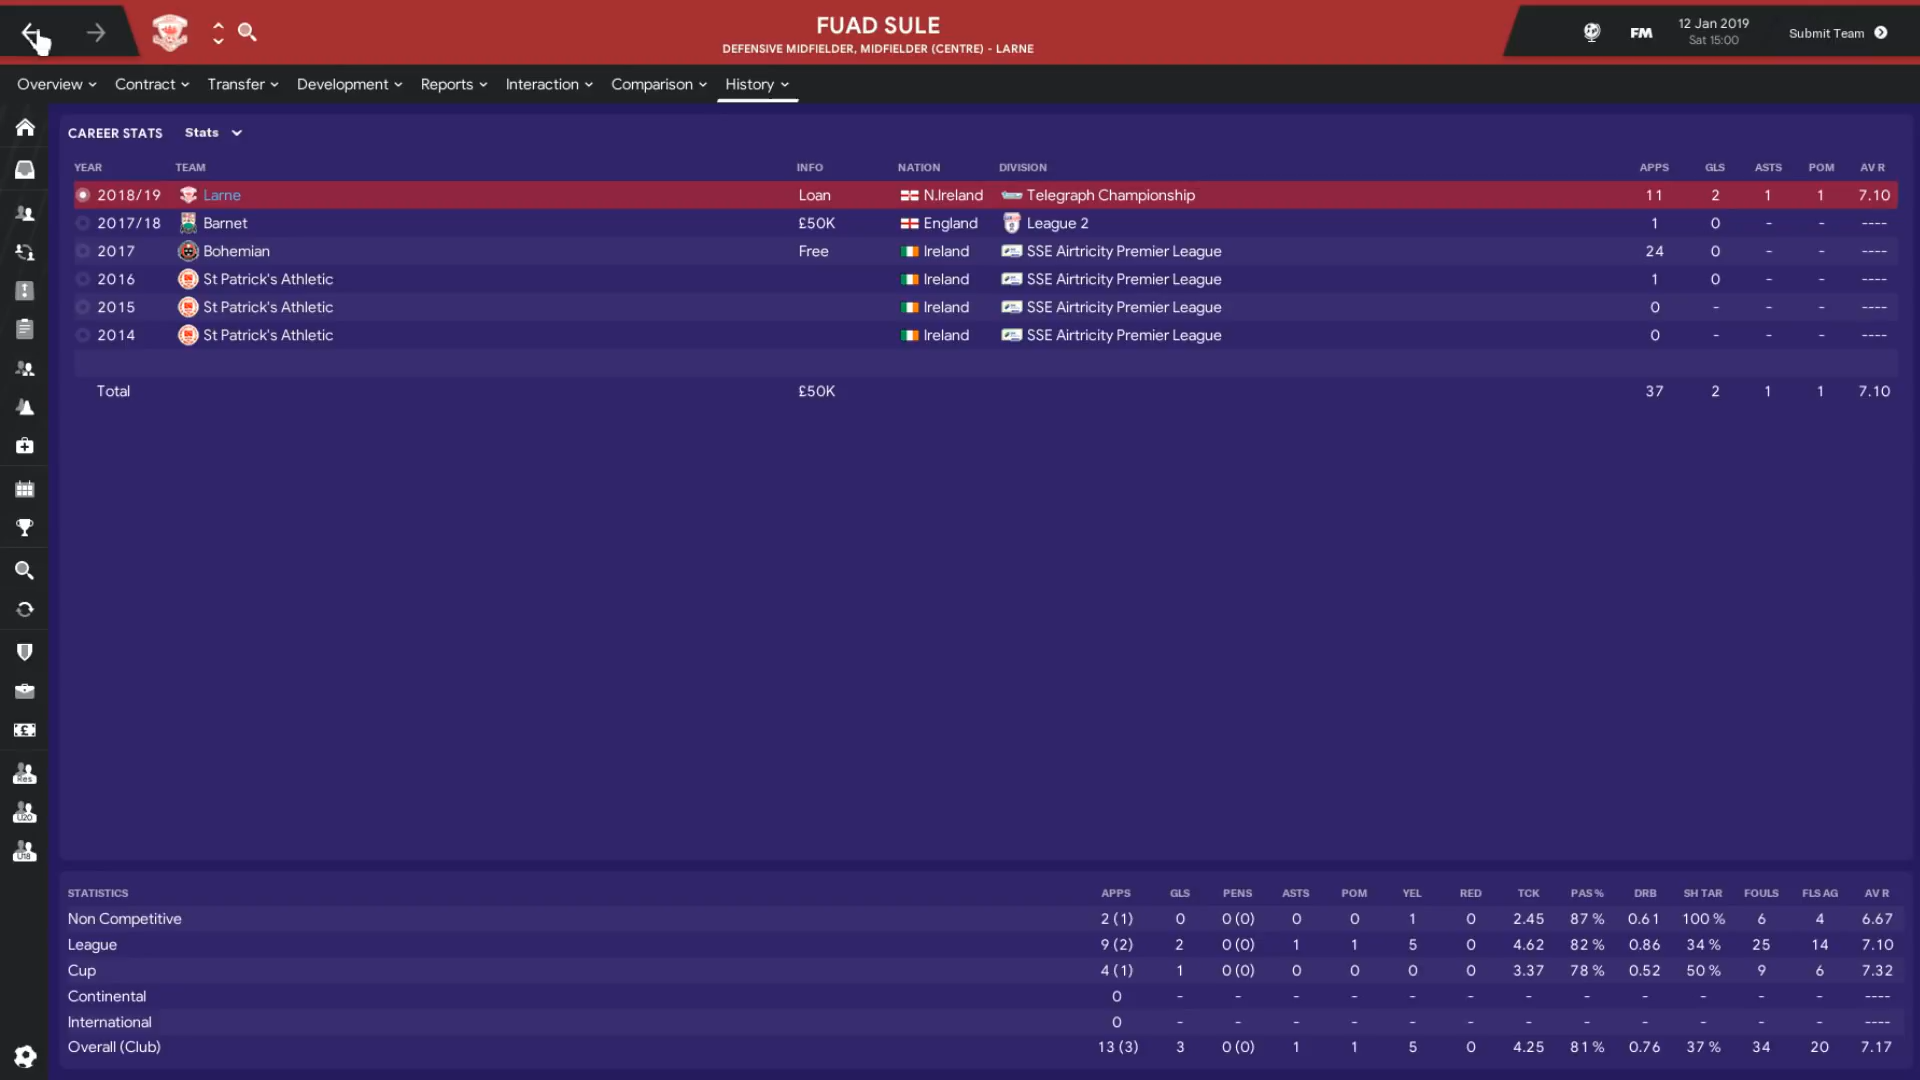 FUAD SULE
DEFENSIVE MIDFIELDER, MIDFIELDER (CENTRE) - LARNE
FM
12 Jan 2019
Sat 15:00
Submit Team
Overview Contract Transfer Development Reports Interaction Comparison History
CAREER STATS Stats
YEAR TEAM INFO NATION DIVISION APPS GLS ASTS POM AV R
2018/19 Larne Loan N.Ireland Telegraph Championship 11 2 1 1 7.10
2017/18 Barnet £50K England League 2 1 0 - - ----
2017 Bohemian Free Ireland SSE Airtricity Premier League 24 0 - - ----
2016 St Patrick's Athletic Ireland SSE Airtricity Premier League 1 0 - - ----
2015 St Patrick's Athletic Ireland SSE Airtricity Premier League 0 - - - ----
2014 St Patrick's Athletic Ireland SSE Airtricity Premier League 0 - - - ----
Total £50K 37 2 1 1 7.10
Res
U20
U18
STATISTICS APPS GLS PENS ASTS POM YEL RED TCK PAS % DRB SH TAR FOULS FLS AG AV R
Non Competitive 2 (1) 0 0 (0) 0 0 1 0 2.45 87 % 0.61 100 % 6 4 6.67
League 9 (2) 2 0 (0) 1 1 5 0 4.62 82 % 0.86 34 % 25 14 7.10
Cup 4 (1) 1 0 (0) 0 0 0 0 3.37 78 % 0.52 50 % 9 6 7.32
Continental 0 - - - - - - - - - - - - ----
International 0 - - - - - - - - - - - - ----
Overall (Club) 13 (3) 3 0 (0) 1 1 5 0 4.25 81 % 0.76 37 % 34 20 7.17